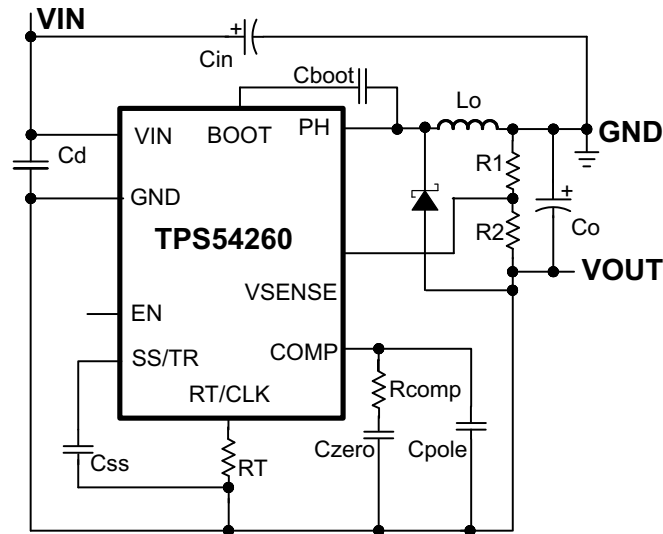 VIN
+
Cin
Cboot
Lo
VIN
BOOT
PH
GND
Cd
R1
GND
+
TPS54260
R2
Co
VOUT
VSENSE
EN
COMP
SS/TR
RT/CLK
Rcomp
Css
RT
Czero
Cpole